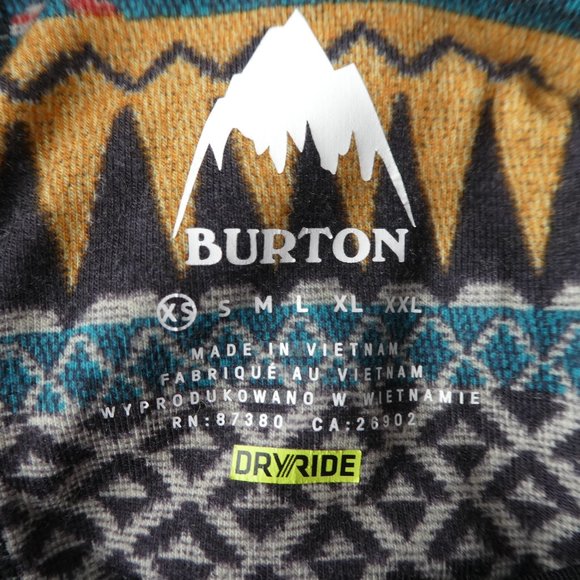 BURTON
XS S M L XL XXL
MADE IN VIETNAM
FABRIQUÉ AU VIETNAM
WYPRODUKOWANO W WIETNAMIE
RN:87380 CA:26902
DRYRIDE